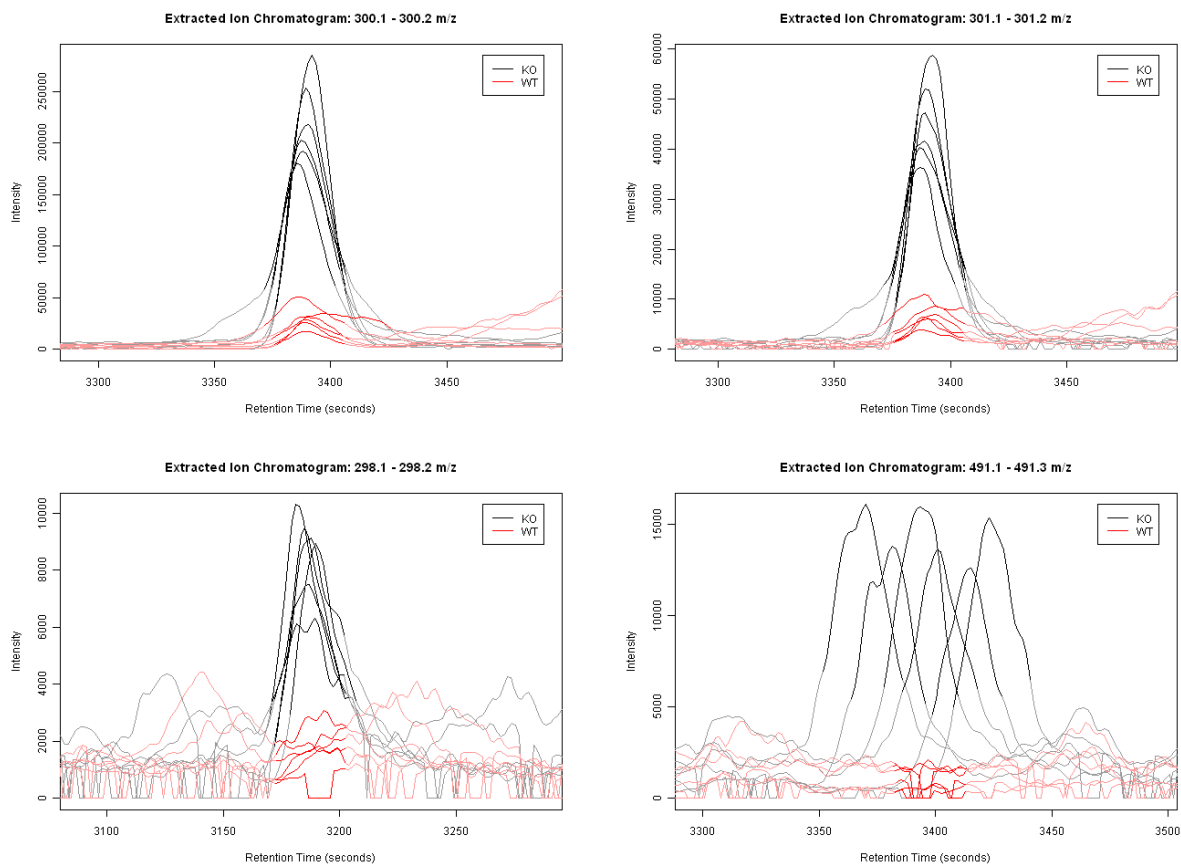 Extracted Ion Chromatogram: 300.1 - 300.2 m/z
KO
WT
Intensity
0
50000
100000
150000
200000
250000
3300
3350
3400
3450
Retention Time (seconds)
Extracted Ion Chromatogram: 301.1 - 301.2 m/z
KO
WT
Intensity
0
10000
20000
30000
40000
50000
60000
3300
3350
3400
3450
Retention Time (seconds)
Extracted Ion Chromatogram: 298.1 - 298.2 m/z
KO
WT
Intensity
0
2000
4000
6000
8000
10000
3100
3150
3200
3250
Retention Time (seconds)
Extracted Ion Chromatogram: 491.1 - 491.3 m/z
KO
WT
Intensity
0
5000
10000
15000
3300
3350
3400
3450
3500
Retention Time (seconds)